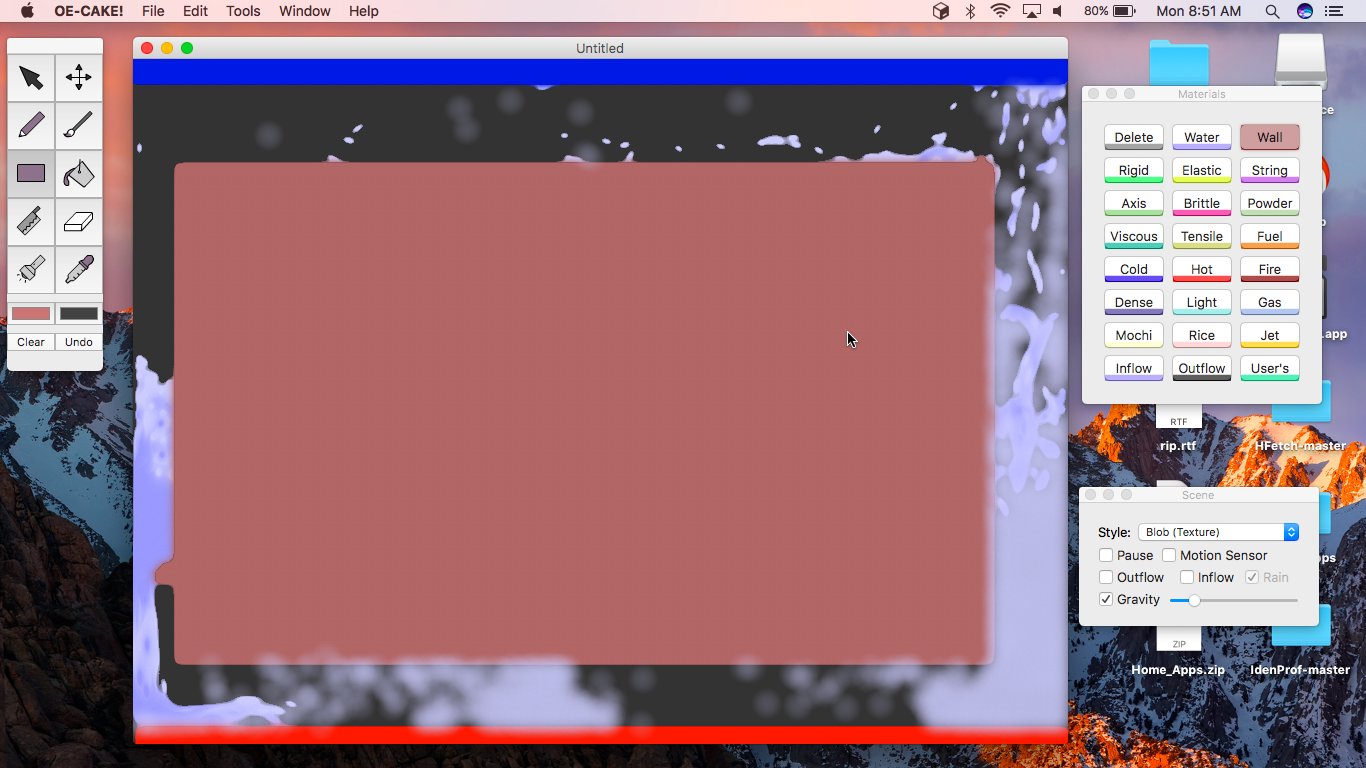 OE-CAKE! File Edit Tools Window Help 80% Mon 8:51 AM
Untitled
Clear Undo
Materials
Delete Water Wall
Rigid Elastic String
Axis Brittle Powder
Viscous Tensile Fuel
Cold Hot Fire
Dense Light Gas
Mochi Rice Jet
Inflow Outflow User's
ce
.app
RTF
rip.rtf HFetch-master
Scene
Style: Blob (Texture)
Pause Motion Sensor
Outflow Inflow Rain
Gravity
ps
ZIP
Home_Apps.zip IdenProf-master